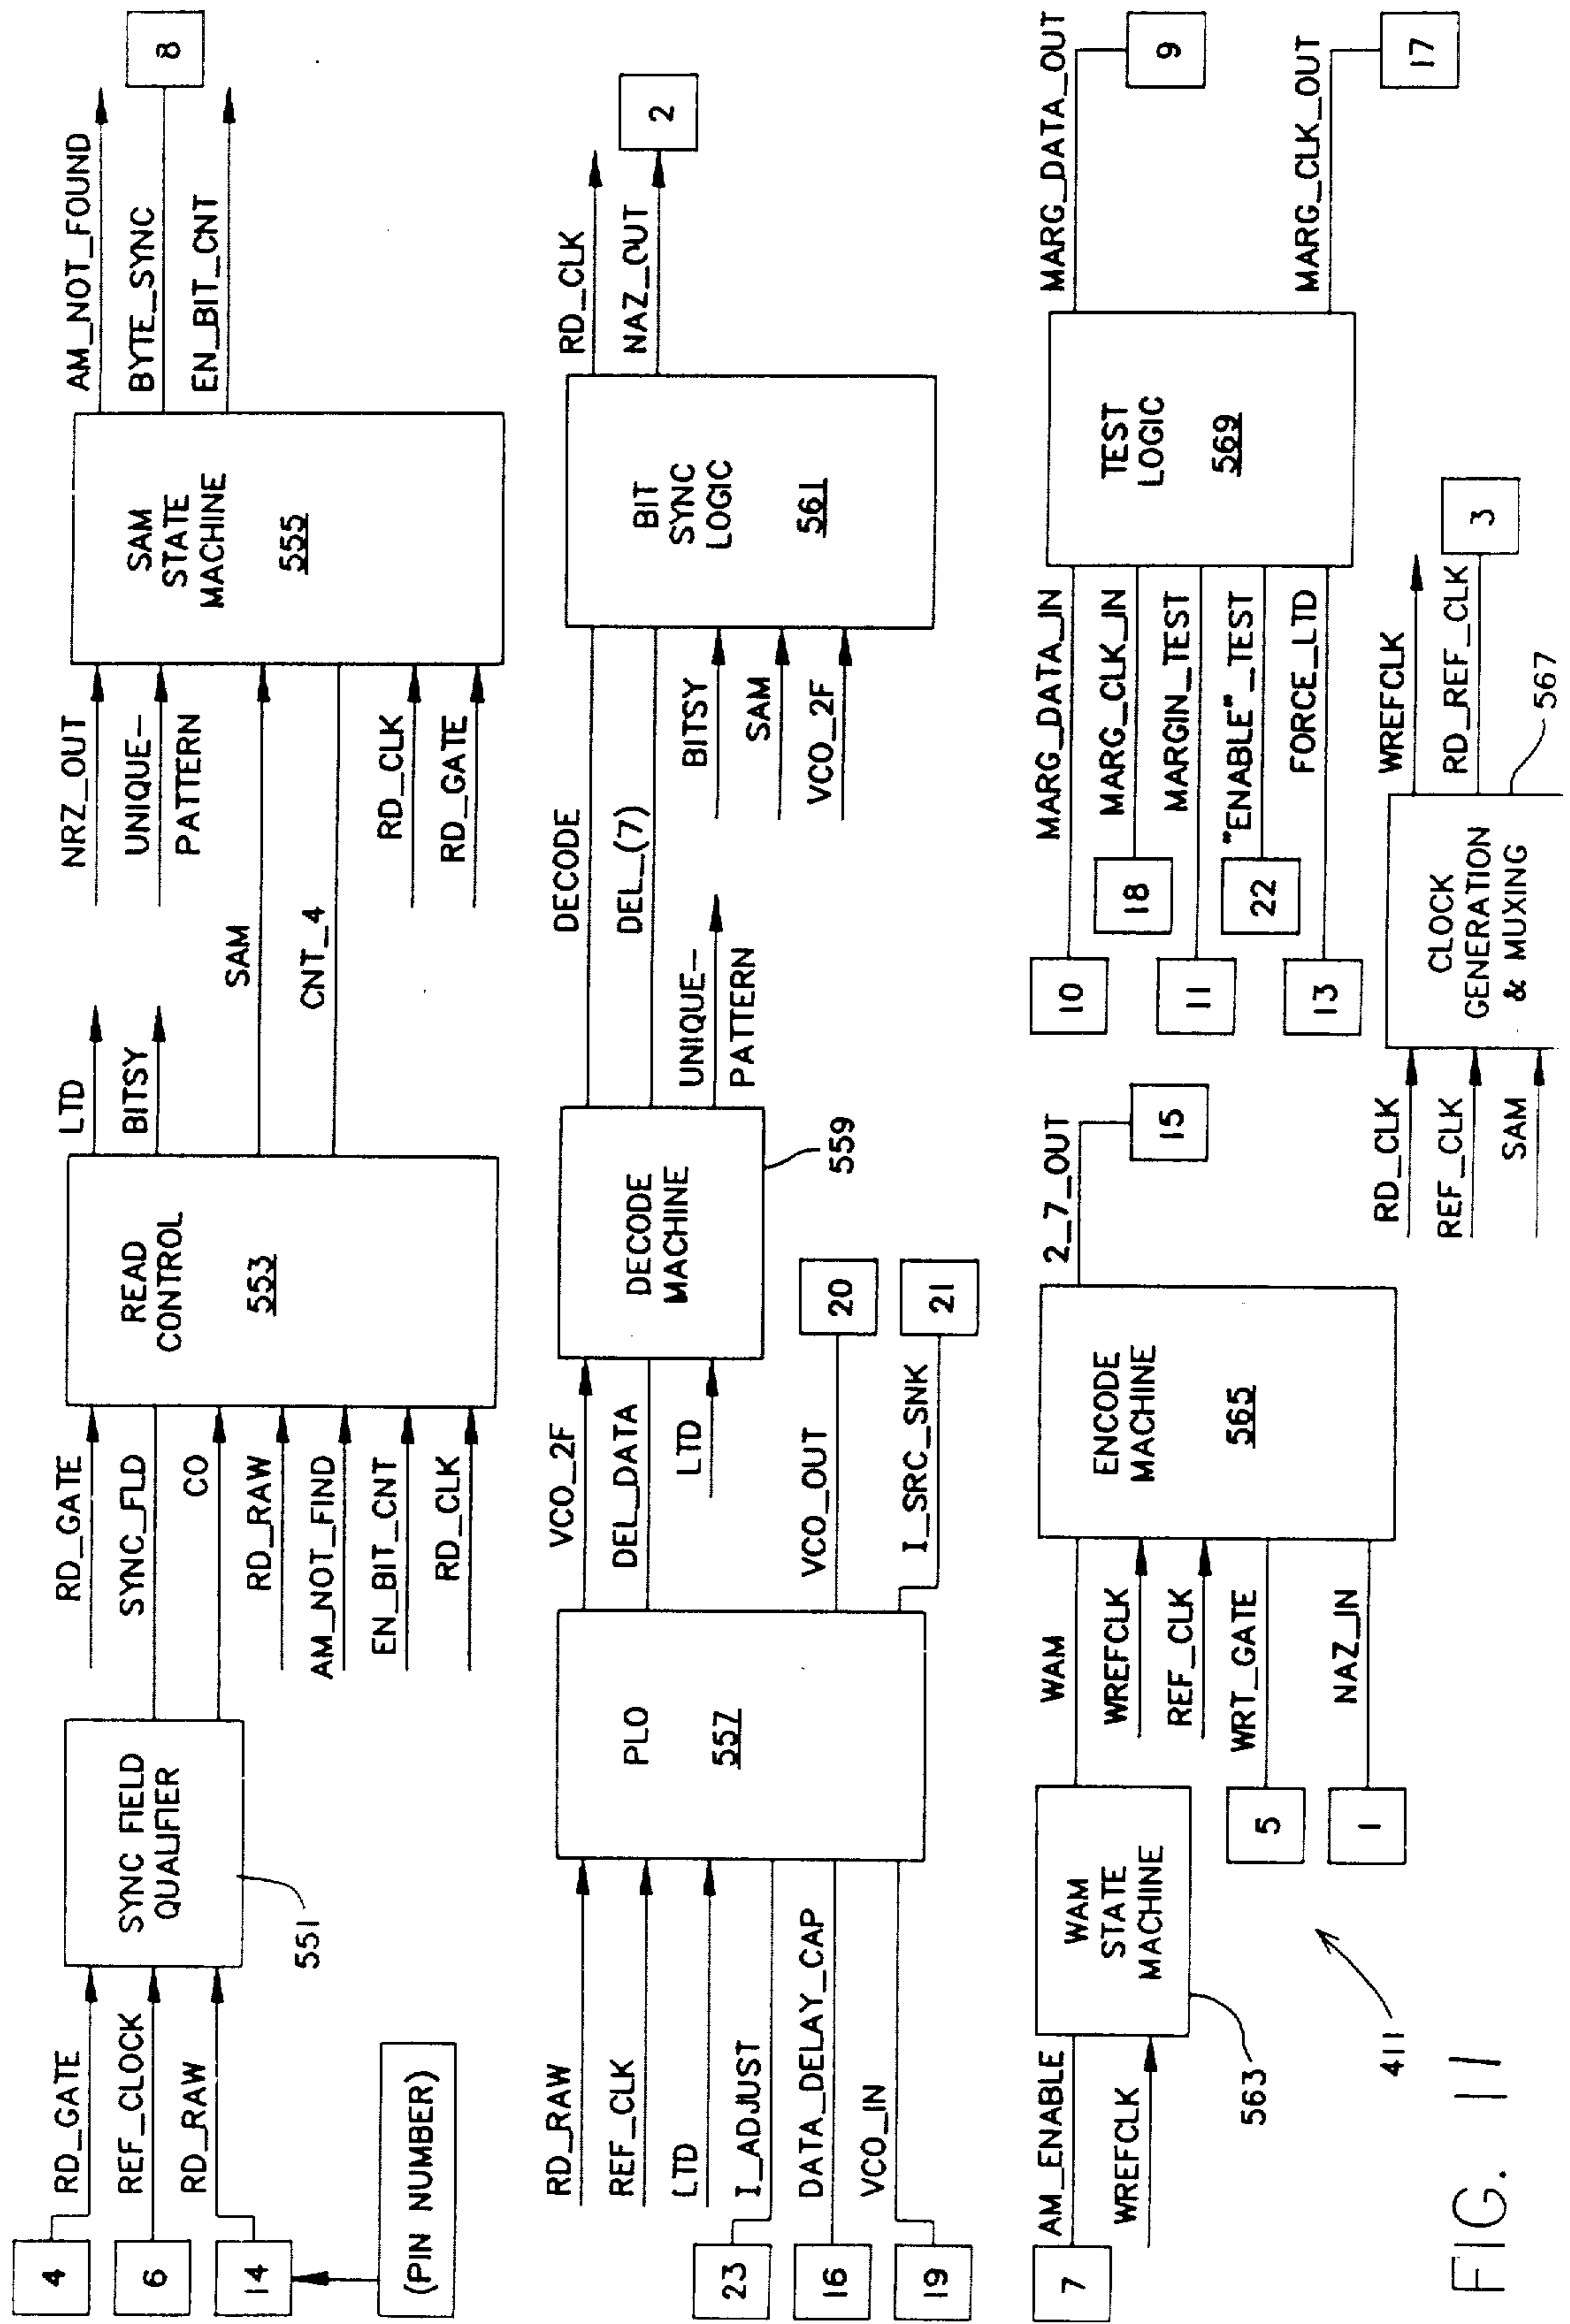 4
RD_GATE
6
REF_CLOCK
14
RD_RAW
(PIN NUMBER)
SYNC FIELD
QUALIFIER
551
RD_GATE
SYNC_FLD
CO
RD_RAW
AM_NOT_FIND
EN_BIT_CNT
RD_CLK
READ
CONTROL
553
LTD
BITSY
SAM
CNT_4
NRZ_OUT
UNIQUE-
PATTERN
RD_CLK
RD_GATE
SAM
STATE
MACHINE
555
AM_NOT_FOUND
BYTE_SYNC
EN_BIT_CNT
8
RD_RAW
REF_CLK
LTD
I_ADJUST
DATA_DELAY_CAP
VCO_IN
23
16
19
PLO
557
VCO_2F
DEL_DATA
LTD
VCO_OUT
I_SRC_SNK
20
21
DECODE
MACHINE
559
DECODE
DEL_(7)
UNIQUE-
PATTERN
BITSY
SAM
VCO_2F
BIT
SYNC
LOGIC
561
RD_CLK
NAZ_OUT
2
7
AM_ENABLE
WREFCLK
WAM
STATE
MACHINE
563
WAM
WREFCLK
REF_CLK
WRT_GATE
NAZ_IN
5
1
ENCODE
MACHINE
565
2_7_OUT
15
10
18
11
22
13
MARG_DATA_IN
MARG_CLK_IN
MARGIN_TEST
"ENABLE"_TEST
FORCE_LTD
TEST
LOGIC
569
MARG_DATA_OUT
9
MARG_CLK_OUT
17
RD_CLK
REF_CLK
SAM
CLOCK
GENERATION
& MUXING
567
WREFCLK
RD_REF_CLK
3
411
FIG. 11